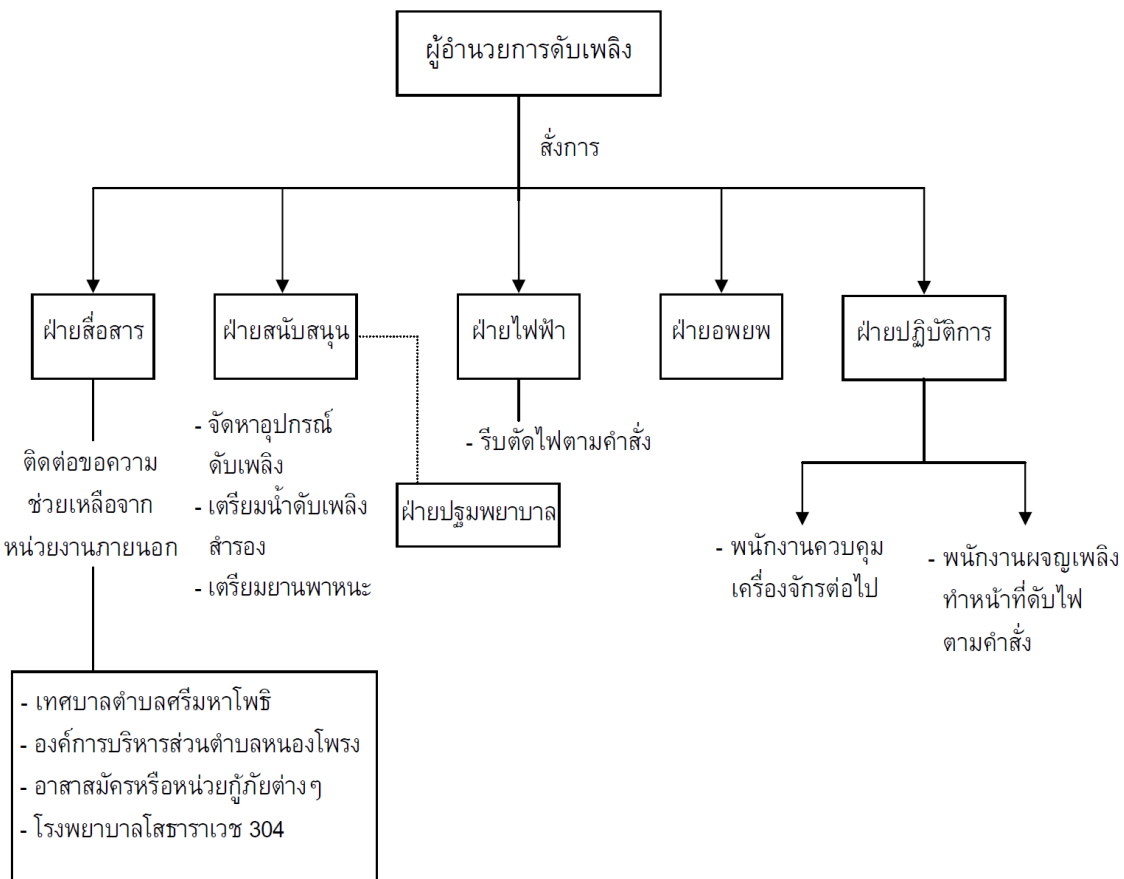 ผู้อำนวยการดับเพลิง
สั่งการ
ฝ่ายสื่อสาร
ฝ่ายสนับสนุน
ฝ่ายไฟฟ้า
ฝ่ายอพยพ
ฝ่ายปฏิบัติการ
ติดต่อขอความ
ช่วยเหลือจาก
หน่วยงานภายนอก
- จัดหาอุปกรณ์
ดับเพลิง
- เตรียมน้ำดับเพลิง
สำรอง
- เตรียมยานพาหนะ
- รีบตัดไฟตามคำสั่ง
ฝ่ายปฐมพยาบาล
- พนักงานควบคุม
เครื่องจักรต่อไป
- พนักงานผจญเพลิง
ทำหน้าที่ดับไฟ
ตามคำสั่ง
- เทศบาลตำบลศรีมหาโพธิ
- องค์การบริหารส่วนตำบลหนองโพรง
- อาสาสมัครหรือหน่วยกู้ภัยต่างๆ
- โรงพยาบาลโสธาราเวช 304